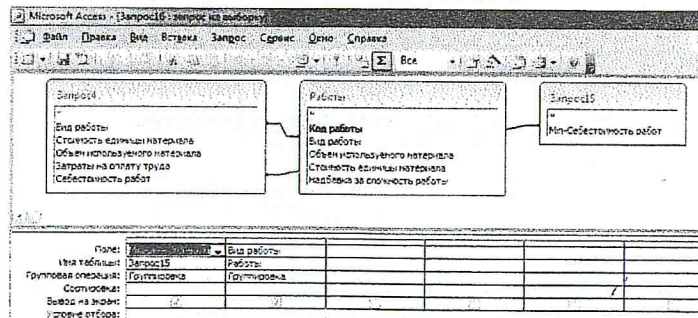 Microsoft Access - [Запрос16 : запрос на выборку]
Файл Правка Вид Вставка Запрос Сервис Окно Справка
Σ Все
Запрос4
*
Вид работы
Стоимость единицы материала
Объем используемого материала
Затраты на оплату труда
Себестоимость работ
Работы
*
Код работы
Вид работы
Объем используемого материала
Стоимость единицы материала
Надбавка за сложность работы
Запрос15
*
Min-Себестоимость работ
Поле: Вид работы
Имя таблицы: Запрос15 Работы
Групповая операция: Группировка Группировка
Сортировка:
Вывод на экран:
Условие отбора: